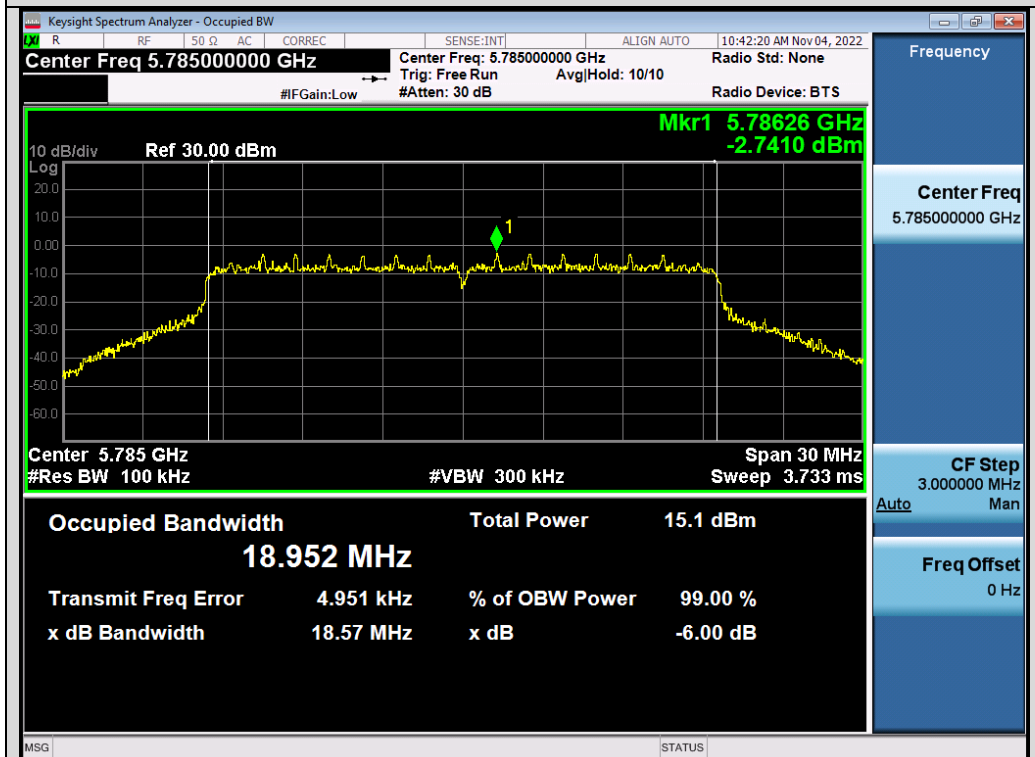 Keysight Spectrum Analyzer - Occupied BW
LXI R RF 50 Ω AC CORREC SENSE:INT ALIGN AUTO 10:42:20 AM Nov 04, 2022
Center Freq 5.785000000 GHz
Center Freq: 5.785000000 GHz Radio Std: None
Trig: Free Run Avg|Hold: 10/10
#IFGain:Low #Atten: 30 dB Radio Device: BTS
Mkr1 5.78626 GHz
-2.7410 dBm
10 dB/div Ref 30.00 dBm
Log
20.0
10.0
1
0.00
-10.0
-20.0
-30.0
-40.0
-50.0
-60.0
Center 5.785 GHz Span 30 MHz
#Res BW 100 kHz #VBW 300 kHz Sweep 3.733 ms
Occupied Bandwidth Total Power 15.1 dBm
18.952 MHz
Transmit Freq Error 4.951 kHz % of OBW Power 99.00 %
x dB Bandwidth 18.57 MHz x dB -6.00 dB
Frequency
Center Freq
5.785000000 GHz
CF Step
3.000000 MHz
Auto Man
Freq Offset
0 Hz
MSG STATUS